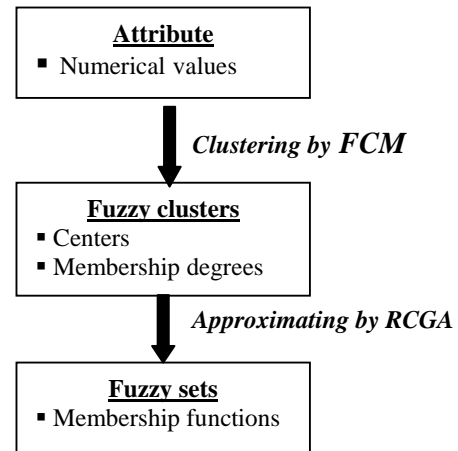 Attribute
▪ Numerical values
Clustering by FCM
Fuzzy clusters
▪ Centers
▪ Membership degrees
Approximating by RCGA
Fuzzy sets
▪ Membership functions